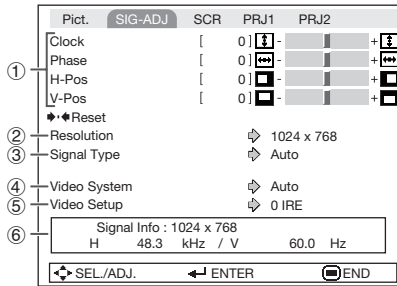 Pict. SIG-ADJ SCR PRJ1 PRJ2
① Clock [ 0 ] - +
Phase [ 0 ] - +
H-Pos [ 0 ] - +
V-Pos [ 0 ] - +
Reset
② Resolution 1024 x 768
③ Signal Type Auto
④ Video System Auto
⑤ Video Setup 0 IRE
⑥ Signal Info : 1024 x 768
H 48.3 kHz / V 60.0 Hz
SEL./ADJ. ENTER END